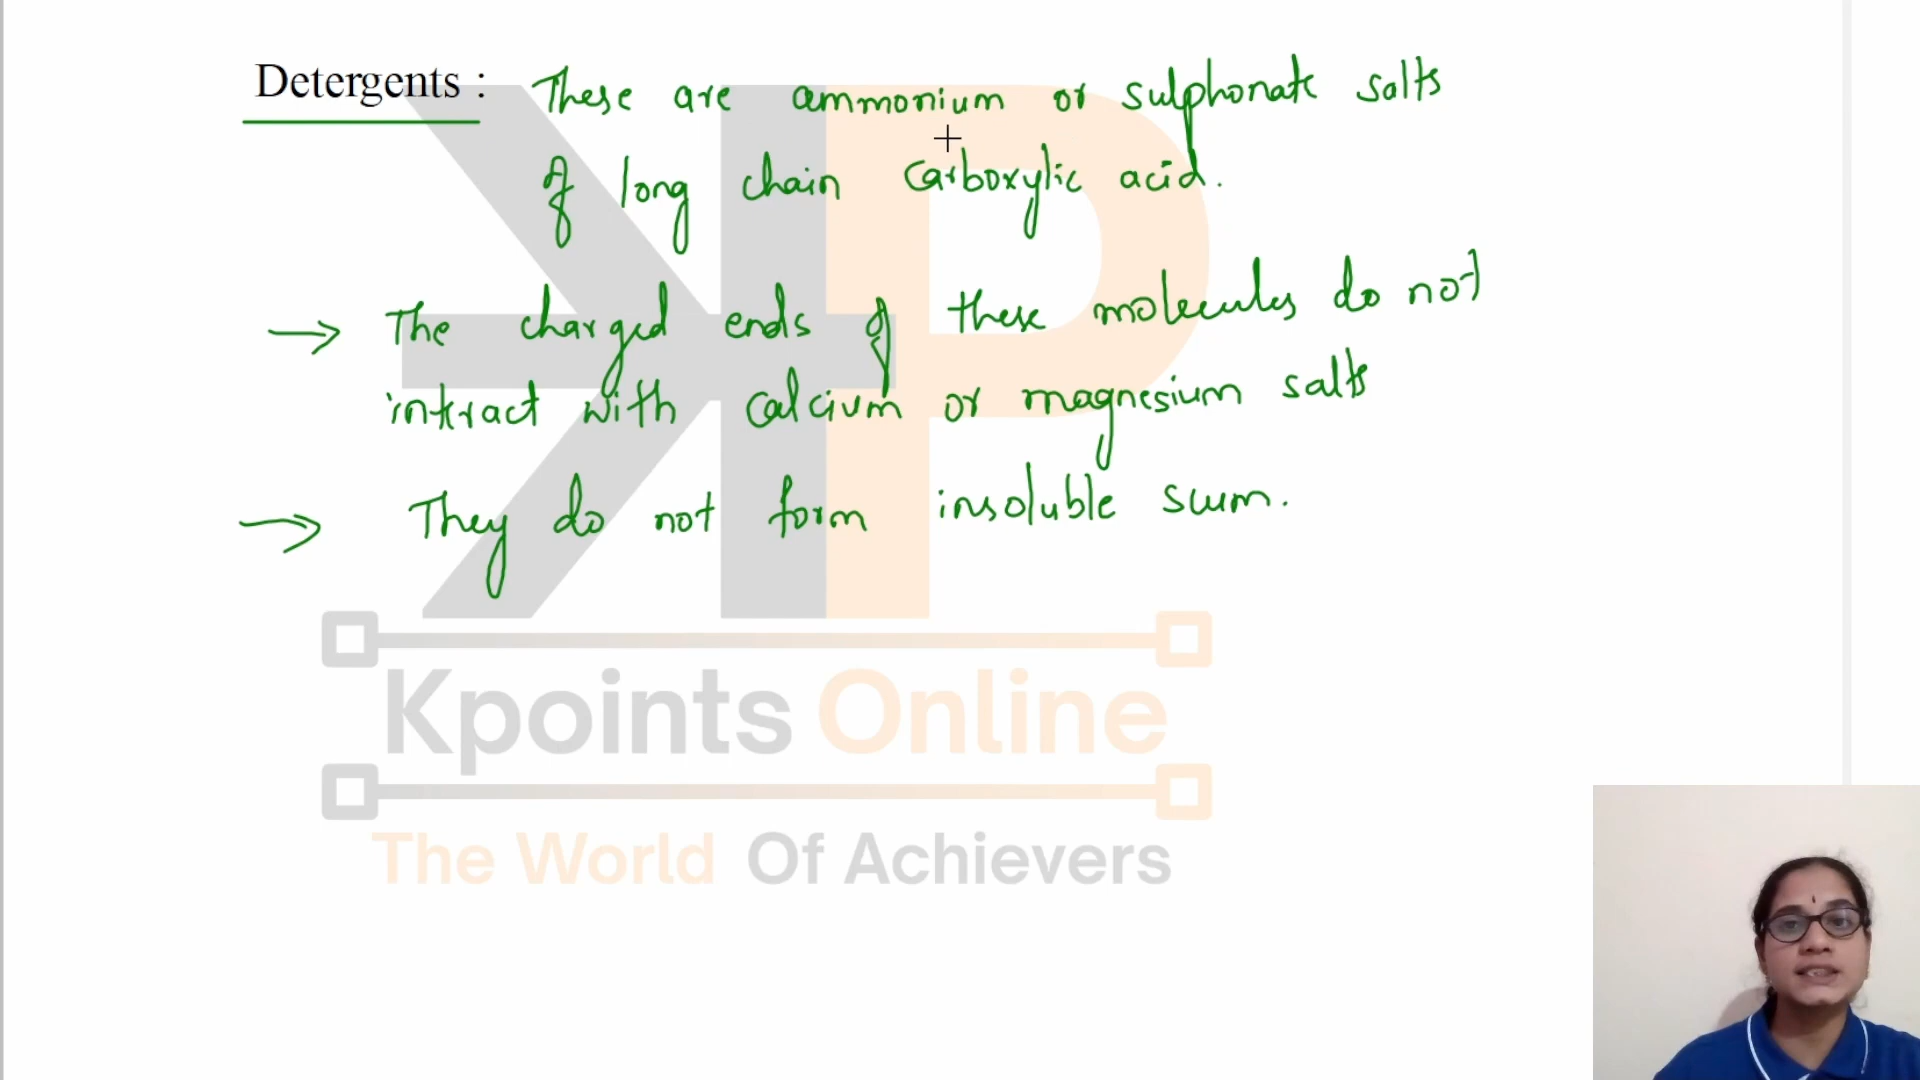 Detergents : These are ammonium or sulphonate salts
of long chain carboxylic acid.
→ The charged ends of these molecules do not
intract with calcium or magnesium salts
→ They do not form insoluble scum.
Kpoints Online
The World Of Achievers